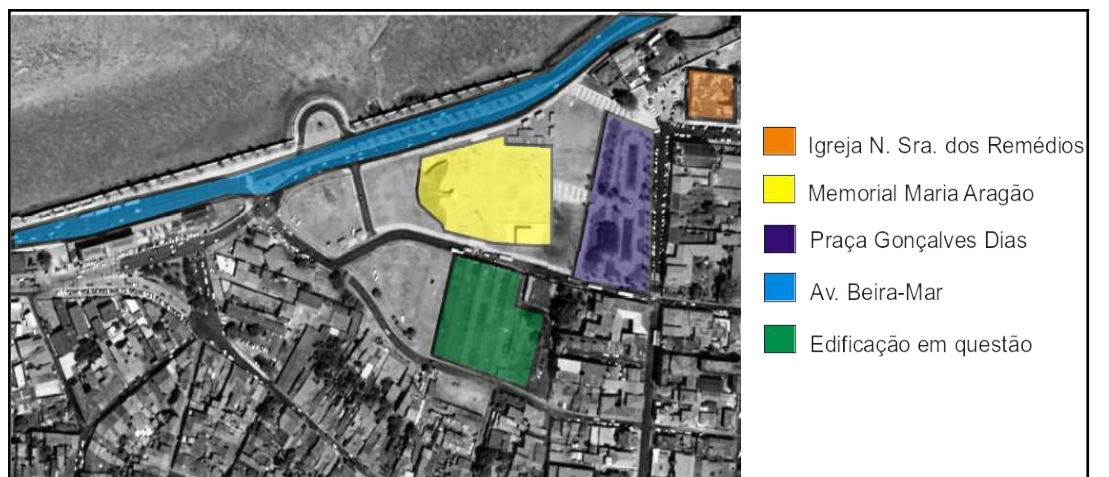 Igreja N. Sra. dos Remédios
Memorial Maria Aragão
Praça Gonçalves Dias
Av. Beira-Mar
Edificação em questão